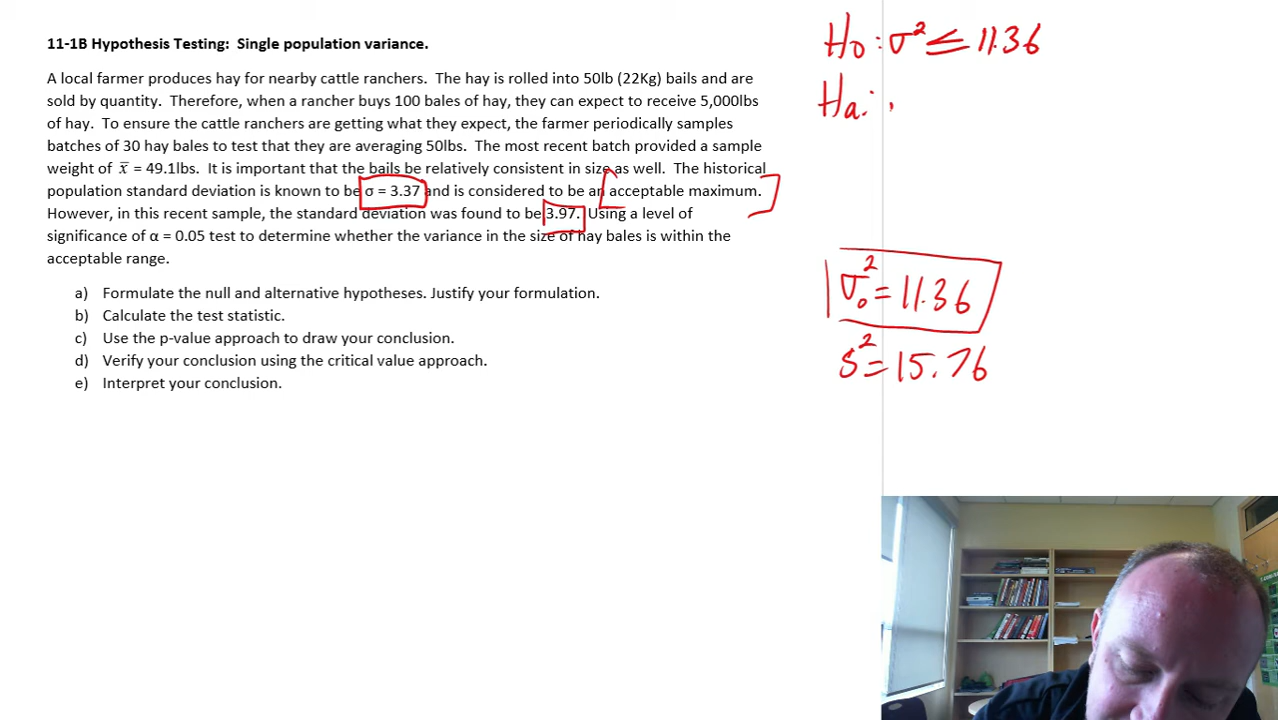 11-1B Hypothesis Testing: Single population variance.
A local farmer produces hay for nearby cattle ranchers. The hay is rolled into 50lb (22Kg) bails and are
sold by quantity. Therefore, when a rancher buys 100 bales of hay, they can expect to receive 5,000lbs
of hay. To ensure the cattle ranchers are getting what they expect, the farmer periodically samples
batches of 30 hay bales to test that they are averaging 50lbs. The most recent batch provided a sample
weight of x̅ = 49.1lbs. It is important that the bails be relatively consistent in size as well. The historical
population standard deviation is known to be σ = 3.37 and is considered to be an acceptable maximum.
However, in this recent sample, the standard deviation was found to be 3.97. Using a level of
significance of α = 0.05 test to determine whether the variance in the size of hay bales is within the
acceptable range.
a) Formulate the null and alternative hypotheses. Justify your formulation.
b) Calculate the test statistic.
c) Use the p-value approach to draw your conclusion.
d) Verify your conclusion using the critical value approach.
e) Interpret your conclusion.
Ho: σ² ≤ 11.36
Ha:
σ₀² = 11.36
s² = 15.76